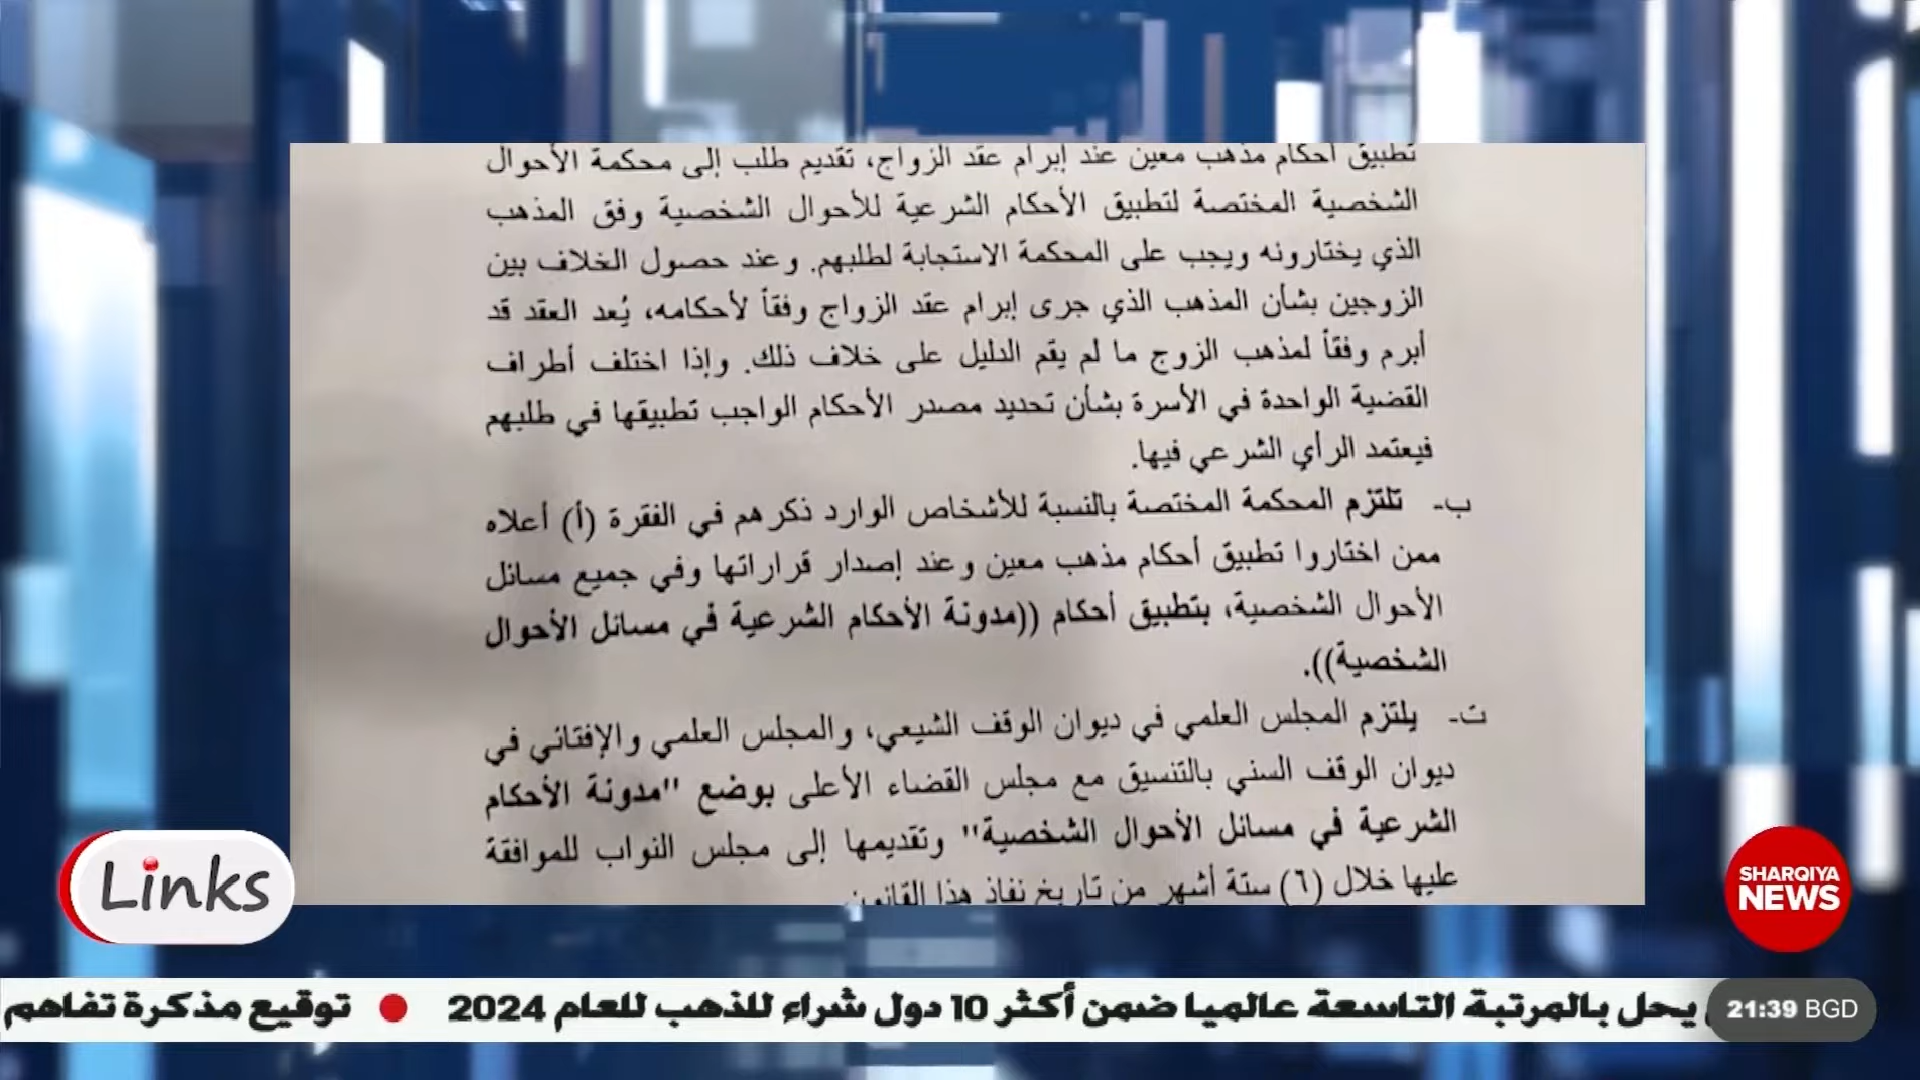 تطبيق أحكام مذهب معين عند إبرام عقد الزواج، تقديم طلب إلى محكمة الأحوال
الشخصية المختصة لتطبيق الأحكام الشرعية للأحوال الشخصية وفق المذهب
الذي يختارونه ويجب على المحكمة الاستجابة لطلبهم. وعند حصول الخلاف بين
الزوجين بشأن المذهب الذي جرى إبرام عقد الزواج وفقاً لأحكامه، يُعد العقد قد
أبرم وفقاً لمذهب الزوج ما لم يقم الدليل على خلاف ذلك. وإذا اختلف أطراف
القضية الواحدة في الأسرة بشأن تحديد مصدر الأحكام الواجب تطبيقها في طلبهم
فيعتمد الرأي الشرعي فيها.
ب- تلتزم المحكمة المختصة بالنسبة للأشخاص الوارد ذكرهم في الفقرة (أ) أعلاه
ممن اختاروا تطبيق أحكام مذهب معين وعند إصدار قراراتها وفي جميع مسائل
الأحوال الشخصية، بتطبيق أحكام ((مدونة الأحكام الشرعية في مسائل الأحوال
الشخصية)).
ت- يلتزم المجلس العلمي في ديوان الوقف الشيعي، والمجلس العلمي والإفتائي في
ديوان الوقف السني بالتنسيق مع مجلس القضاء الأعلى بوضع "مدونة الأحكام
الشرعية في مسائل الأحوال الشخصية" وتقديمها إلى مجلس النواب للموافقة
عليها خلال (٦) ستة أشهر من تاريخ نفاذ هذا القانون
Links
SHARQIYA
NEWS
يحل بالمرتبة التاسعة عالميا ضمن أكثر 10 دول شراء للذهب للعام 2024 ● توقيع مذكرة تفاهم
21:39 BGD